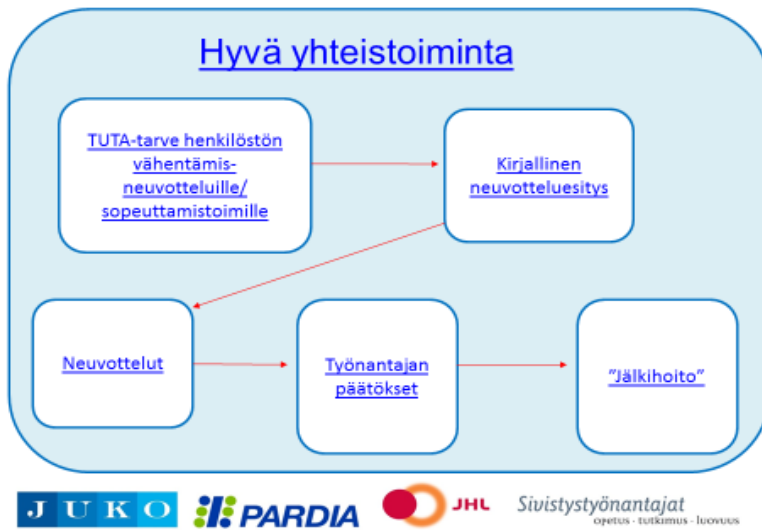 Hyvä yhteistoiminta
TUTA-tarve henkilöstön
vähentämis-
neuvotteluille/
sopeuttamistoimille
Kirjallinen
neuvotteluesitys
Neuvottelut
Työnantajan
päätökset
”Jälkihoito”
JUKO
PARDIA
JHL
Sivistystyönantajat
opetus · tutkimus · luovuus